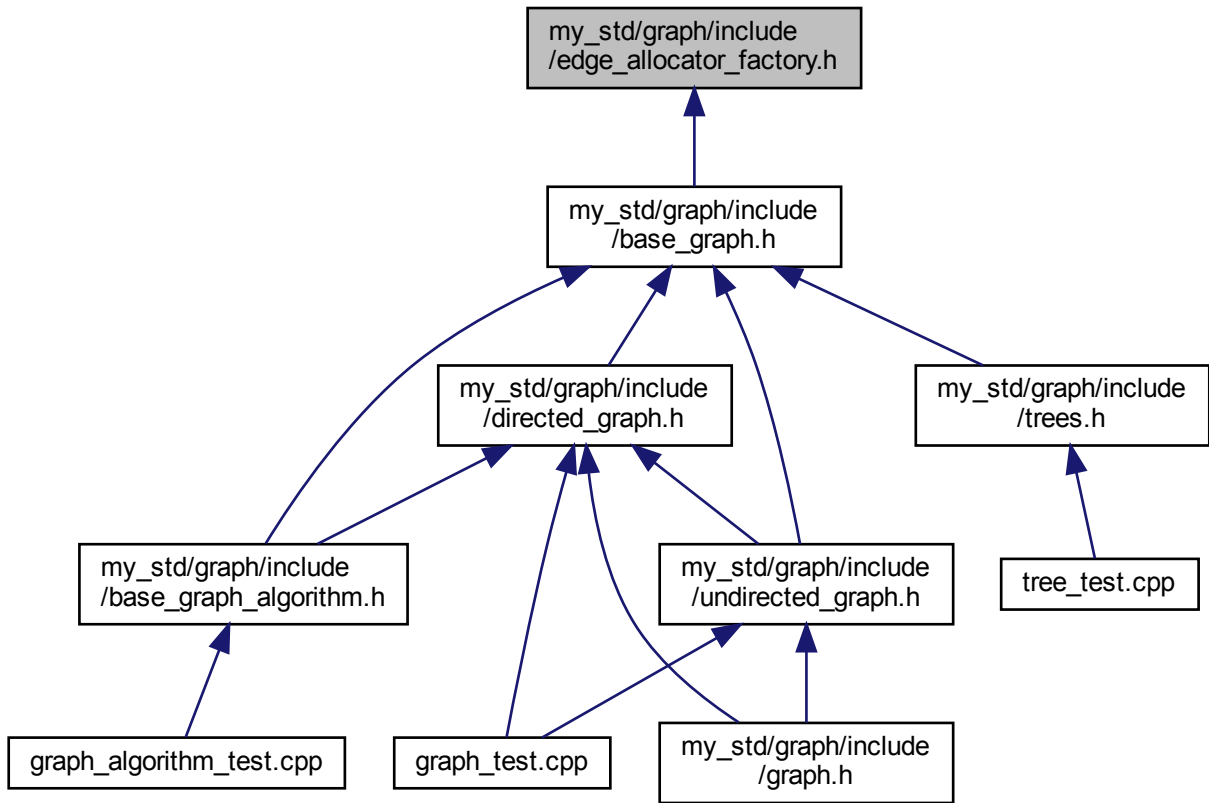 my_std/graph/include
/edge_allocator_factory.h
my_std/graph/include
/base_graph.h
my_std/graph/include
/directed_graph.h
my_std/graph/include
/trees.h
my_std/graph/include
/base_graph_algorithm.h
my_std/graph/include
/undirected_graph.h
tree_test.cpp
graph_algorithm_test.cpp
graph_test.cpp
my_std/graph/include
/graph.h